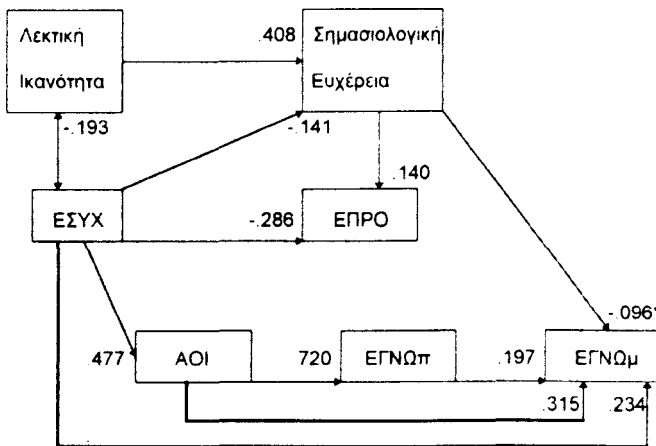 Λεκτική
Ικανότητα
.408
Σημασιολογική
Ευχέρεια
-.193
-.141
.140
ΕΣΥΧ
-.286
ΕΠΡΟ
-.096*
.477
ΑΟΙ
720
ΕΓΝΩπ
.197
ΕΓΝΩμ
.315
.234